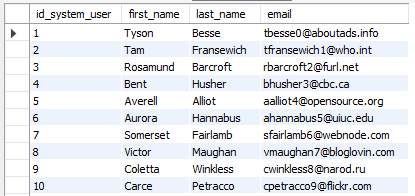 id_system_user first_name last_name email
1 Tyson Besse tbesse0@aboutads.info
2 Tam Fransewich tfransewich1@who.int
3 Rosamund Barcroft rbarcroft2@furl.net
4 Bent Husher bhusher3@cbc.ca
5 Averell Alliot aalliot4@opensource.org
6 Aurora Hannabus ahannabus5@uiuc.edu
7 Somerset Fairlamb sfairlamb6@webnode.com
8 Victor Maughan vmaughan7@bloglovin.com
9 Coletta Winkless cwinkless8@narod.ru
10 Carce Petracco cpetracco9@flickr.com